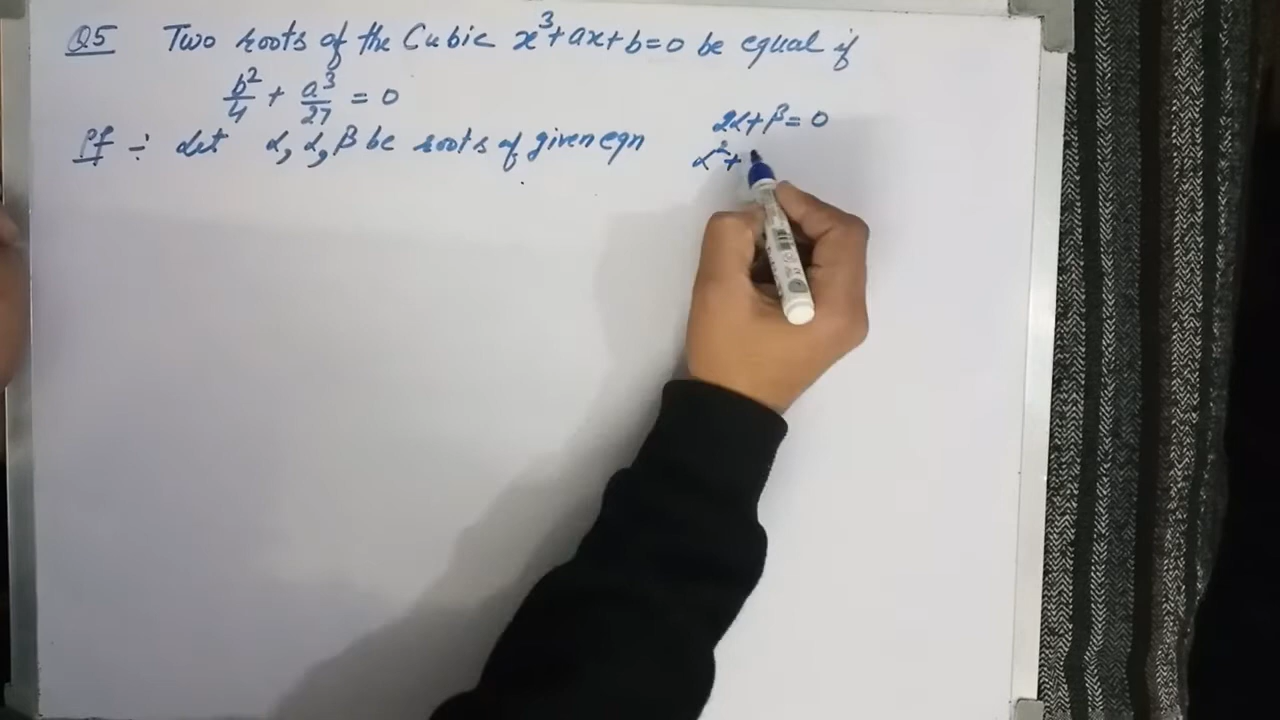 Q5 Two roots of the Cubic x³+ax+b=0 be equal if
b²/4 + a³/27 = 0
Pf ÷ Let α, α, β be roots of given eqn
2α+β=0
α²+